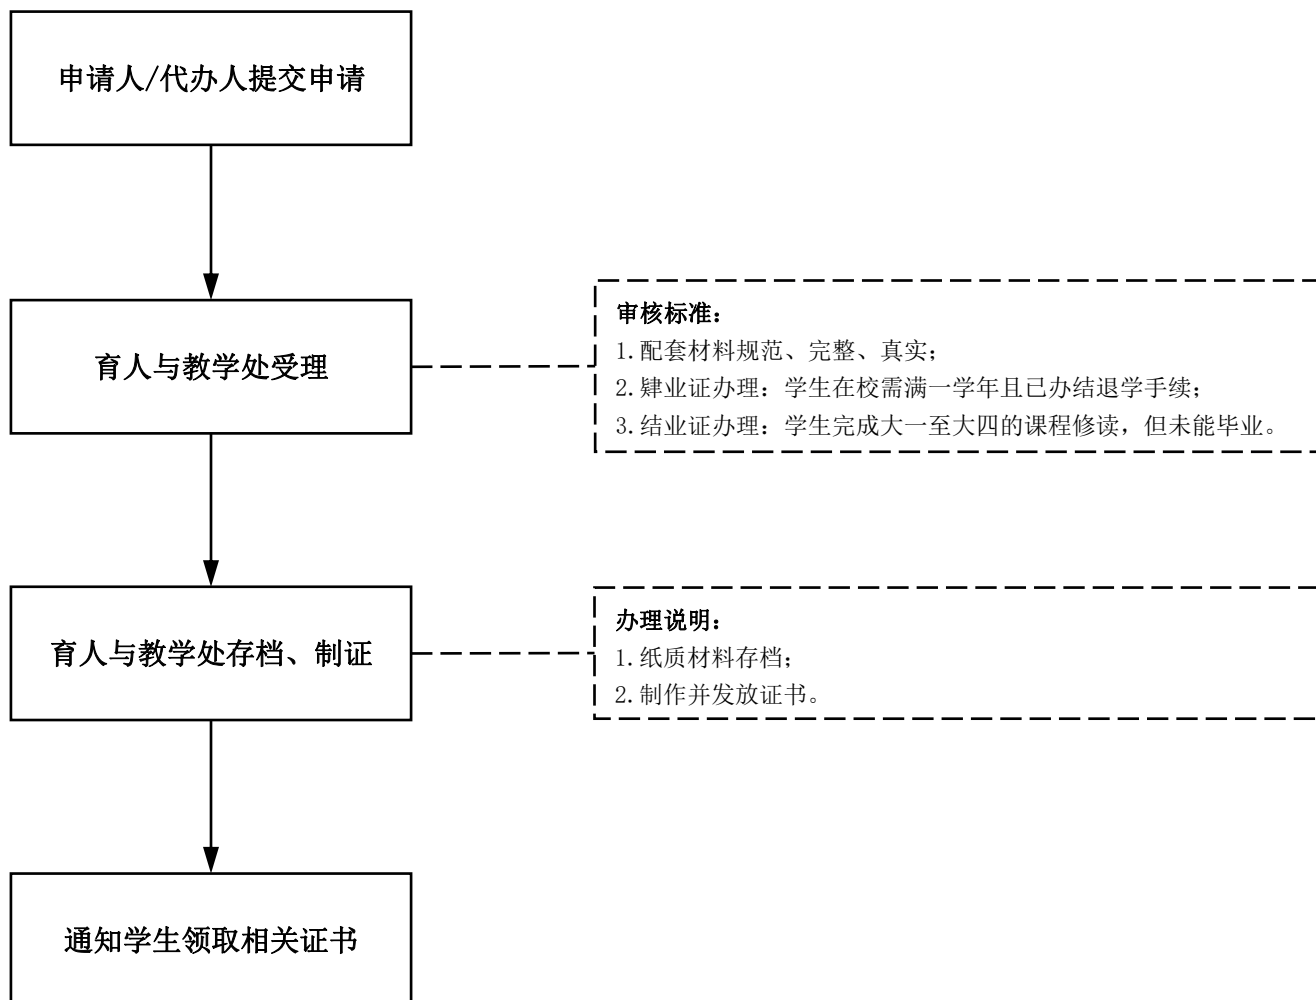 申请人/代办人提交申请
育人与教学处受理
审核标准：
1.配套材料规范、完整、真实；
2.肄业证办理：学生在校需满一学年且已办结退学手续；
3.结业证办理：学生完成大一至大四的课程修读，但未能毕业。
育人与教学处存档、制证
办理说明：
1.纸质材料存档；
2.制作并发放证书。
通知学生领取相关证书